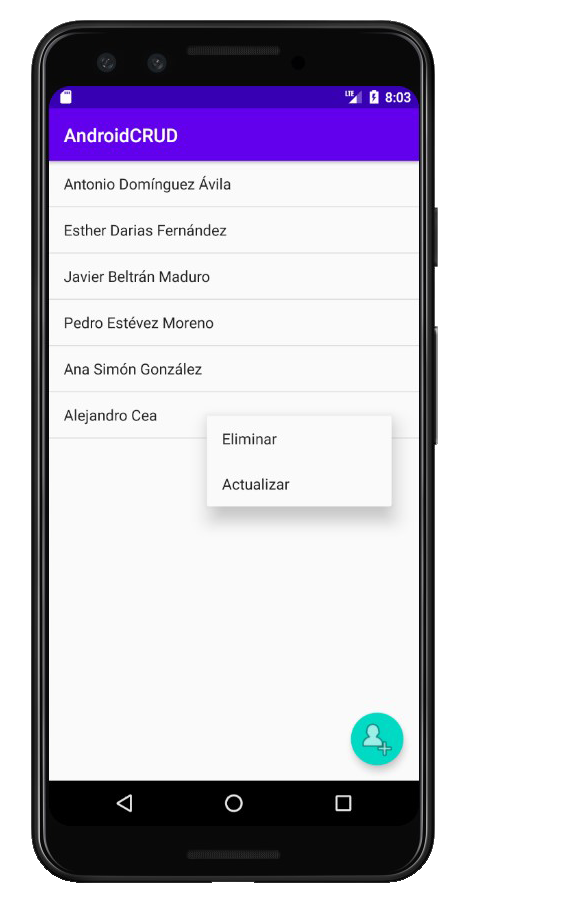 LTE 8:03
AndroidCRUD
Antonio Domínguez Ávila
Esther Darias Fernández
Javier Beltrán Maduro
Pedro Estévez Moreno
Ana Simón González
Alejandro Cea
Eliminar
Actualizar